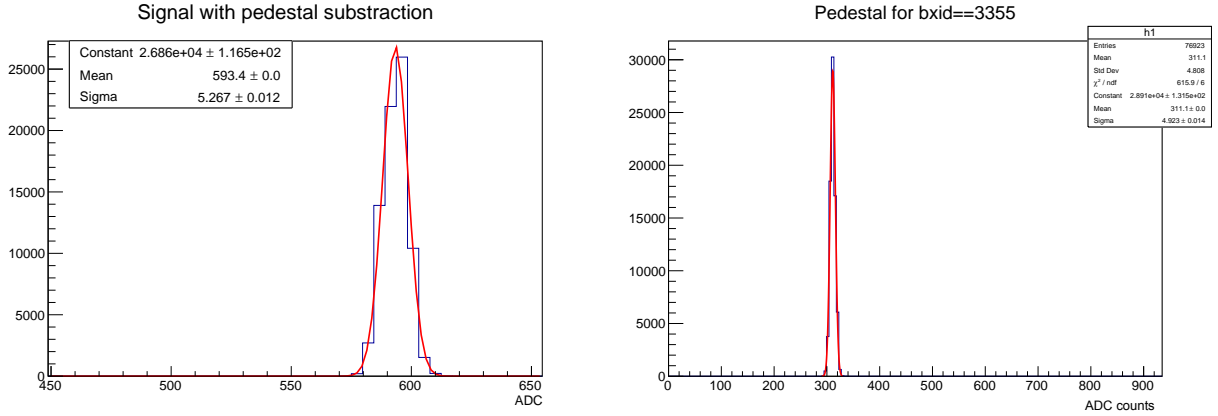 Signal with pedestal substraction
Constant 2.686e+04 ± 1.165e+02
Mean 593.4 ± 0.0
Sigma 5.267 ± 0.012
25000
20000
15000
10000
5000
0
450 500 550 600 650
ADC
Pedestal for bxid==3355
h1
Entries 76923
Mean 311.1
Std Dev 4.808
χ² / ndf 615.9 / 6
Constant 2.891e+04 ± 1.315e+02
Mean 311.1 ± 0.0
Sigma 4.923 ± 0.014
30000
25000
20000
15000
10000
5000
0
0 100 200 300 400 500 600 700 800 900
ADC counts